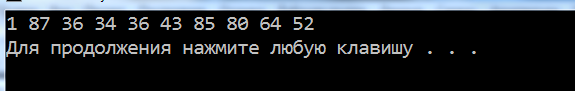 1 87 36 34 36 43 85 80 64 52
Для продолжения нажмите любую клавишу . . .